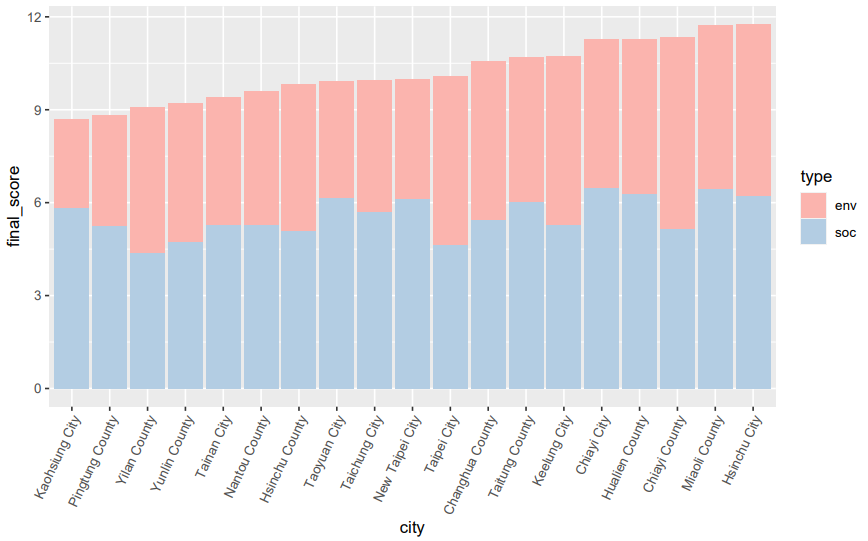 12
9
6
3
0
final_score
Kaohsiung City
Pingtung County
Yilan County
Yunlin County
Tainan City
Nantou County
Hsinchu County
Taoyuan City
Taichung City
New Taipei City
Taipei City
Changhua County
Taitung County
Keelung City
Chiayi City
Hualien County
Chiayi County
Miaoli County
Hsinchu City
city
type
env
soc